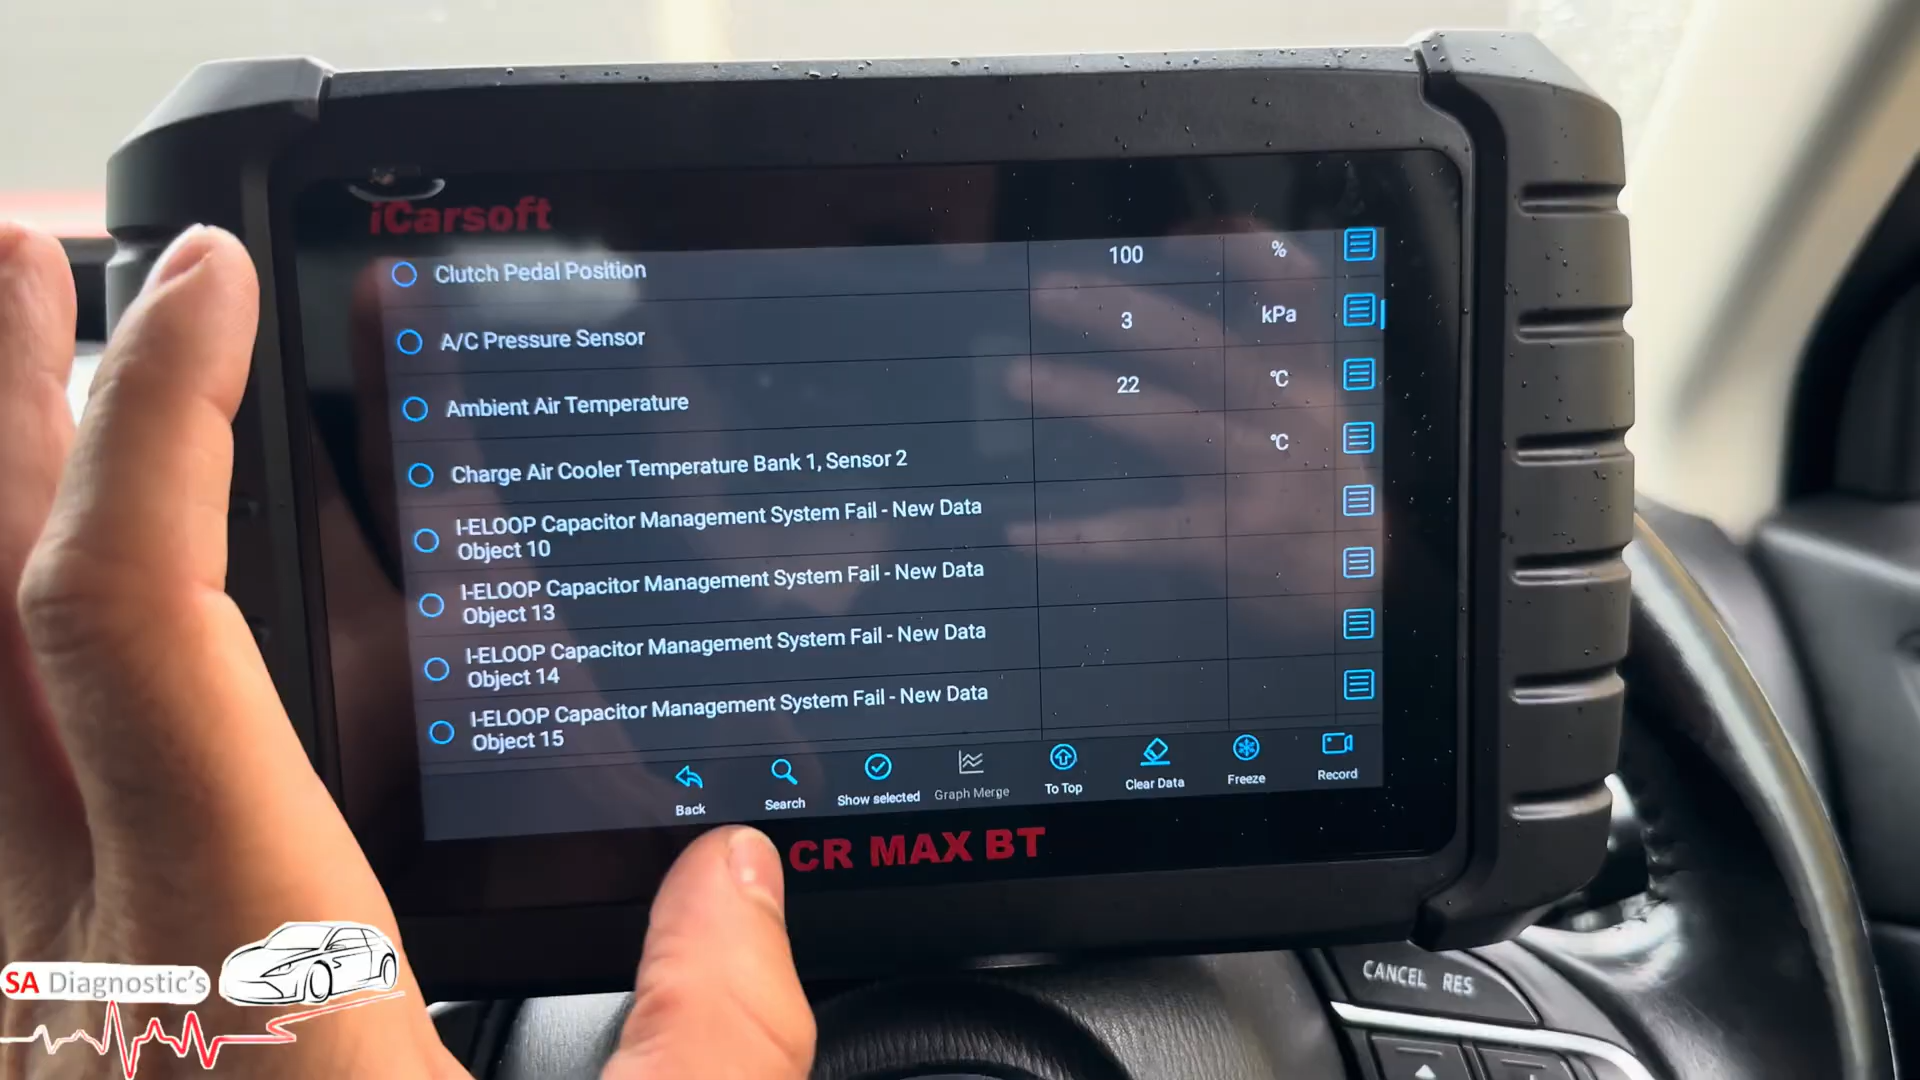 iCarsoft
Clutch Pedal Position 100 %
A/C Pressure Sensor 3 kPa
Ambient Air Temperature 22 °C
Charge Air Cooler Temperature Bank 1, Sensor 2 °C
I-ELOOP Capacitor Management System Fail - New Data
Object 10
I-ELOOP Capacitor Management System Fail - New Data
Object 13
I-ELOOP Capacitor Management System Fail - New Data
Object 14
I-ELOOP Capacitor Management System Fail - New Data
Object 15
Back Search Show selected Graph Merge To Top Clear Data Freeze Record
CR MAX BT
CANCEL RES
SA Diagnostic's